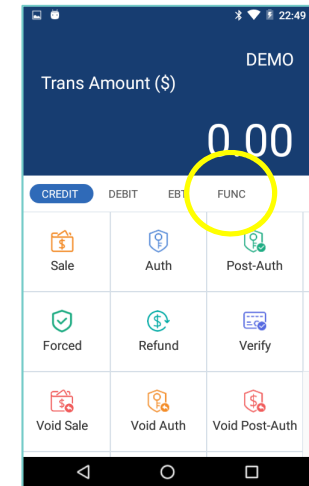 22:49
DEMO
Trans Amount ($)
0.00
CREDIT DEBIT EBT FUNC
Sale Auth Post-Auth
Forced Refund Verify
Void Sale Void Auth Void Post-Auth